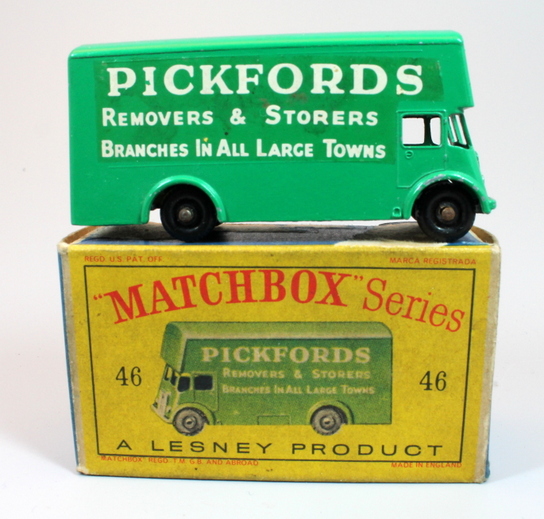 PICKFORDS
REMOVERS & STORERS
BRANCHES IN ALL LARGE TOWNS
REGD. U.S. PAT. OFF.
MARCA REGISTRADA
"MATCHBOX" Series
PICKFORDS
REMOVERS & STORERS
BRANCHES IN ALL LARGE TOWNS
46
46
A LESNEY PRODUCT
"MATCHBOX" REGD. T.M. G.B. AND ABROAD
MADE IN ENGLAND